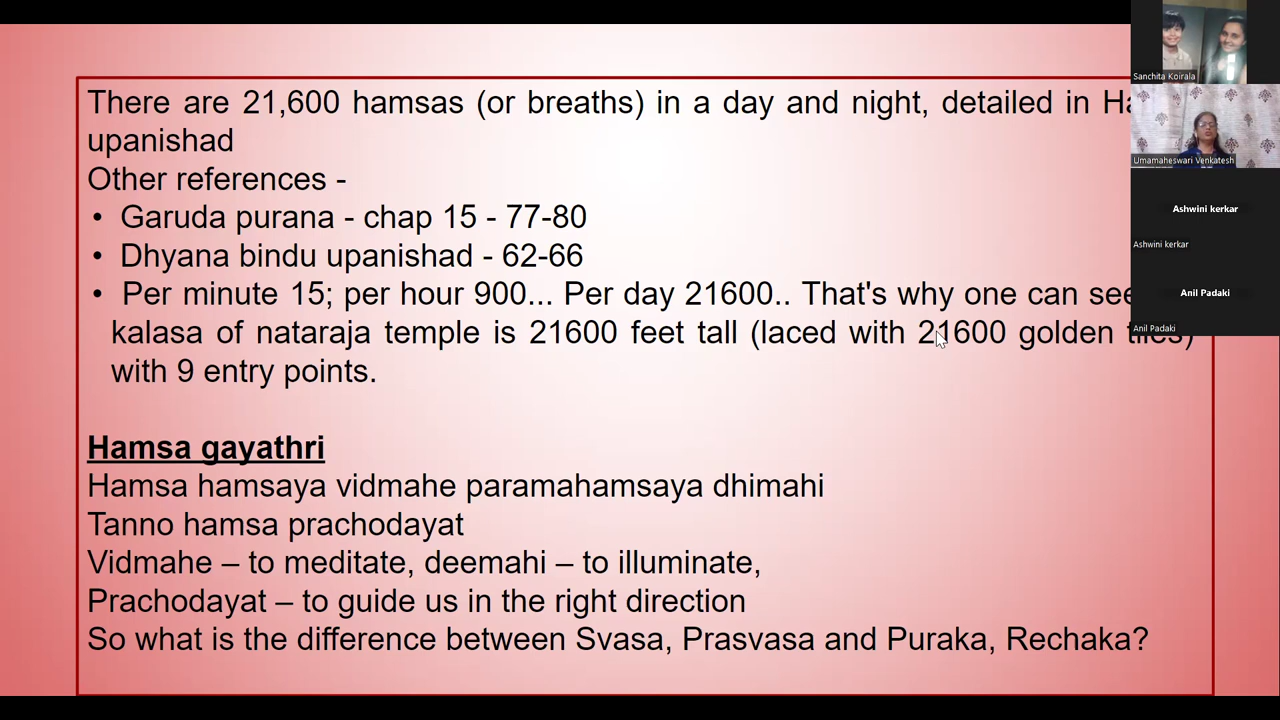 There are 21,600 hamsas (or breaths) in a day and night, detailed in
upanishad
Other references -
• Garuda purana - chap 15 - 77-80
• Dhyana bindu upanishad - 62-66
• Per minute 15; per hour 900... Per day 21600.. That's why one can see
kalasa of nataraja temple is 21600 feet tall (laced with 21600 golden tiles)
with 9 entry points.
Hamsa gayathri
Hamsa hamsaya vidmahe paramahamsaya dhimahi
Tanno hamsa prachodayat
Vidmahe – to meditate, deemahi – to illuminate,
Prachodayat – to guide us in the right direction
So what is the difference between Svasa, Prasvasa and Puraka, Rechaka?
Sanchita Koirala
Umamaheswari Venkatesh
Ashwini kerkar
Ashwini kerkar
Anil Padaki
Anil Padaki